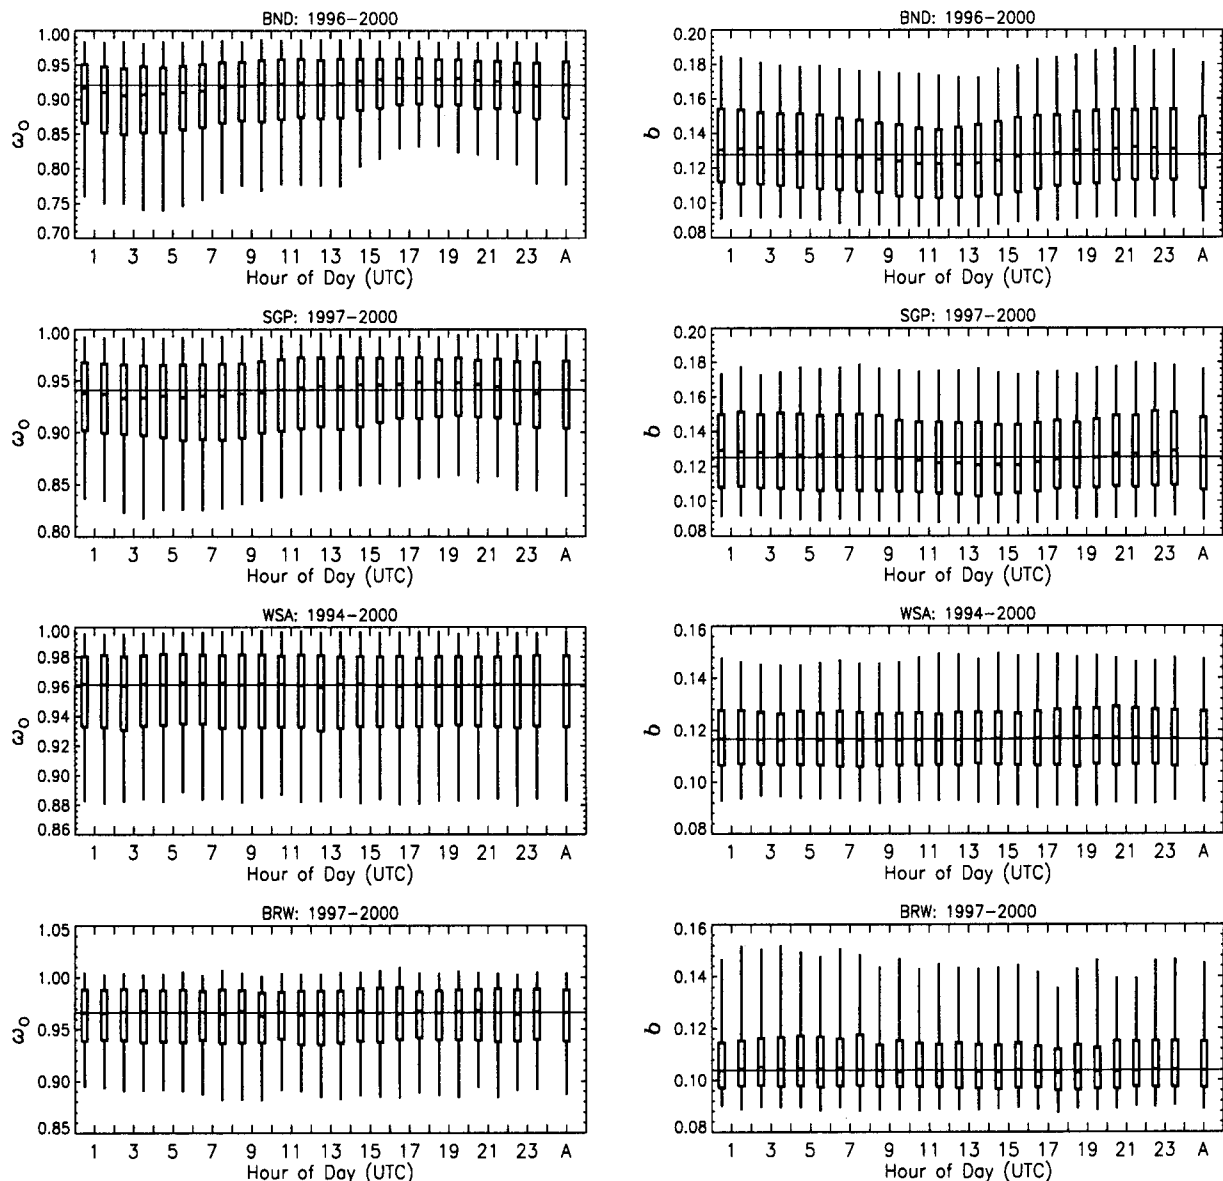 BND: 1996-2000
1.00
0.95
0.90
0.85
0.80
0.75
0.70
ω₀
1 3 5 7 9 11 13 15 17 19 21 23 A
Hour of Day (UTC)
BND: 1996-2000
0.20
0.18
0.16
0.14
0.12
0.10
0.08
b
1 3 5 7 9 11 13 15 17 19 21 23 A
Hour of Day (UTC)
SGP: 1997-2000
1.00
0.95
0.90
0.85
0.80
ω₀
1 3 5 7 9 11 13 15 17 19 21 23 A
Hour of Day (UTC)
SGP: 1997-2000
0.20
0.18
0.16
0.14
0.12
0.10
0.08
b
1 3 5 7 9 11 13 15 17 19 21 23 A
Hour of Day (UTC)
WSA: 1994-2000
1.00
0.98
0.96
0.94
0.92
0.90
0.88
0.86
ω₀
1 3 5 7 9 11 13 15 17 19 21 23 A
Hour of Day (UTC)
WSA: 1994-2000
0.16
0.14
0.12
0.10
0.08
b
1 3 5 7 9 11 13 15 17 19 21 23 A
Hour of Day (UTC)
BRW: 1997-2000
1.05
1.00
0.95
0.90
0.85
ω₀
1 3 5 7 9 11 13 15 17 19 21 23 A
Hour of Day (UTC)
BRW: 1997-2000
0.16
0.14
0.12
0.10
0.08
b
1 3 5 7 9 11 13 15 17 19 21 23 A
Hour of Day (UTC)